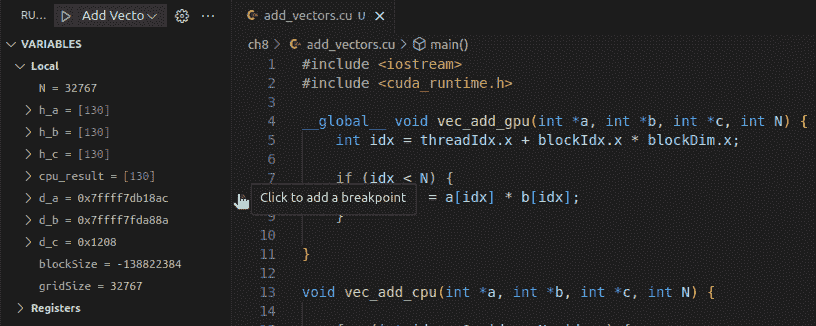 RU... Add Vecto
VARIABLES
Local
N = 32767
h_a = [130]
h_b = [130]
h_c = [130]
cpu_result = [130]
d_a = 0x7ffff7db18ac
d_b = 0x7ffff7fda88a
d_c = 0x1208
blockSize = -138822384
gridSize = 32767
Registers
add_vectors.cu U
ch8 > add_vectors.cu > main()
1 #include <iostream>
2 #include <cuda_runtime.h>
3
4 __global__ void vec_add_gpu(int *a, int *b, int *c, int N) {
5 int idx = threadIdx.x + blockIdx.x * blockDim.x;
6
7 if (idx < N) {
Click to add a breakpoint = a[idx] * b[idx];
9 }
10
11 }
12
13 void vec_add_cpu(int *a, int *b, int *c, int N) {
14